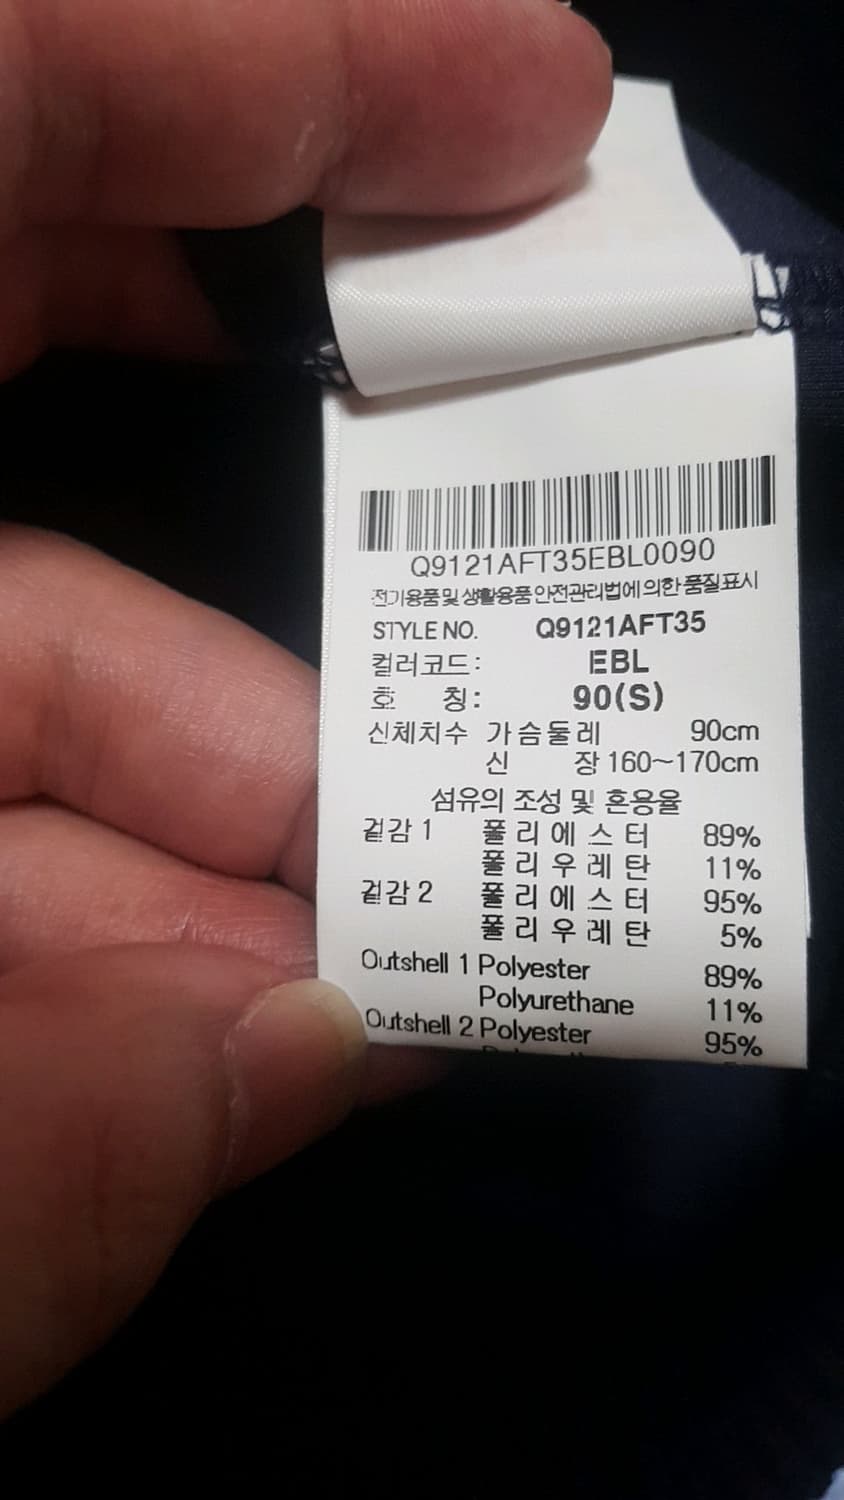 Q9121AFT35EBL0090
전기용품 및 생활용품 안전관리법에 의한 품질표시
STYLE NO. Q9121AFT35
컬러코드: EBL
호 칭: 90(S)
신체치수 가슴둘레 90cm
신 장 160~170cm
섬유의 조성 및 혼용율
겉감 1 폴리에스터 89%
폴리우레탄 11%
겉감 2 폴리에스터 95%
폴리우레탄 5%
Outshell 1 Polyester 89%
Polyurethane 11%
Outshell 2 Polyester 95%